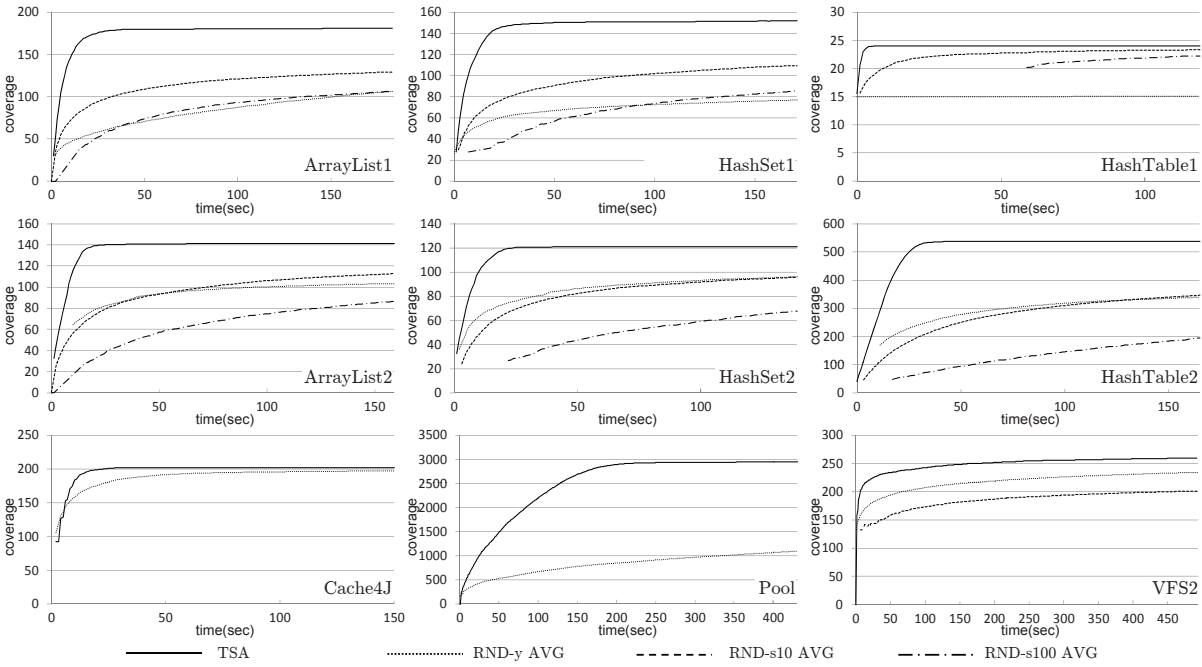 200
150
100
50
0
coverage
0 50 100 150
time(sec)
ArrayList1
160
140
120
100
80
60
40
20
0
coverage
0 50 100 150
time(sec)
HashSet1
30
25
20
15
10
5
0
coverage
0 50 100
time(sec)
HashTable1
160
140
120
100
80
60
40
20
0
coverage
0 50 100 150
time(sec)
ArrayList2
140
120
100
80
60
40
20
0
coverage
0 50 100
time(sec)
HashSet2
600
500
400
300
200
100
0
coverage
0 50 100 150
time(sec)
HashTable2
250
200
150
100
50
0
coverage
0 50 100 150
time(sec)
Cache4J
3500
3000
2500
2000
1500
1000
500
0
coverage
0 50 100 150 200 250 300 350 400
time(sec)
Pool
300
250
200
150
100
50
0
coverage
0 50 100 150 200 250 300 350 400 450
time(sec)
VFS2
TSA RND-y AVG RND-s10 AVG RND-s100 AVG